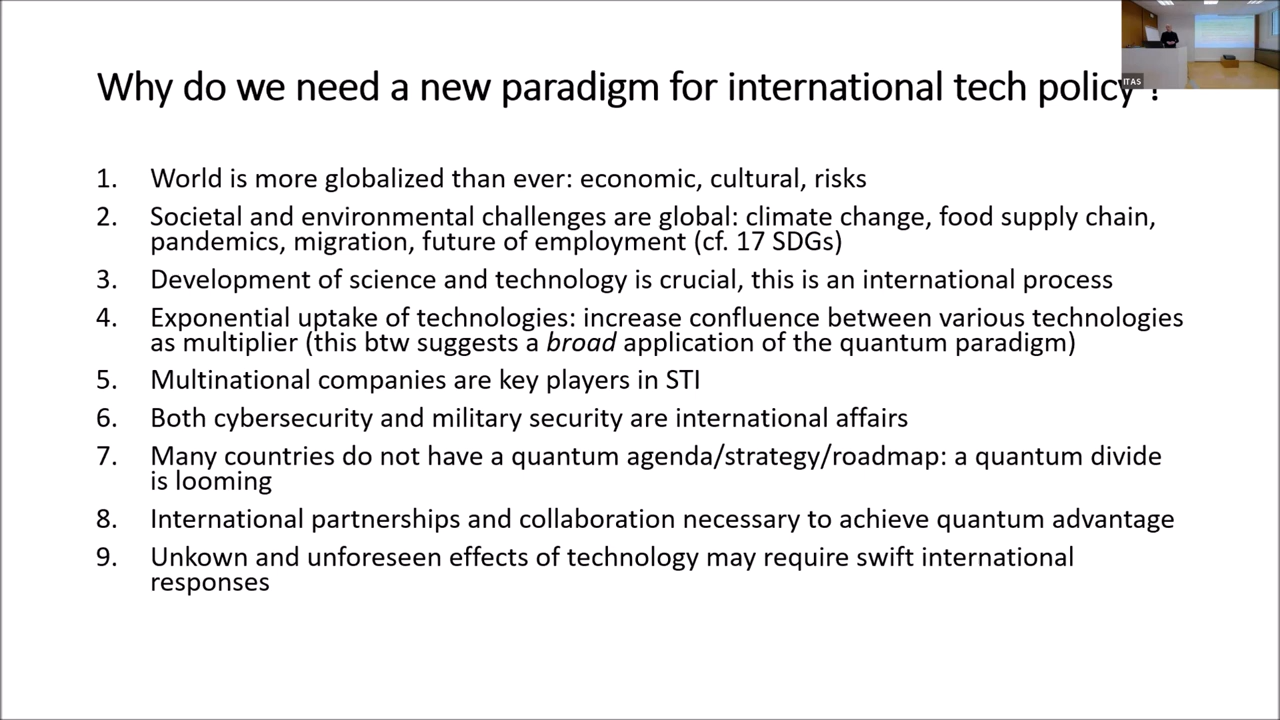 Why do we need a new paradigm for international tech policy ?
ITAS
1. World is more globalized than ever: economic, cultural, risks
2. Societal and environmental challenges are global: climate change, food supply chain,
pandemics, migration, future of employment (cf. 17 SDGs)
3. Development of science and technology is crucial, this is an international process
4. Exponential uptake of technologies: increase confluence between various technologies
as multiplier (this btw suggests a broad application of the quantum paradigm)
5. Multinational companies are key players in STI
6. Both cybersecurity and military security are international affairs
7. Many countries do not have a quantum agenda/strategy/roadmap: a quantum divide
is looming
8. International partnerships and collaboration necessary to achieve quantum advantage
9. Unkown and unforeseen effects of technology may require swift international
responses